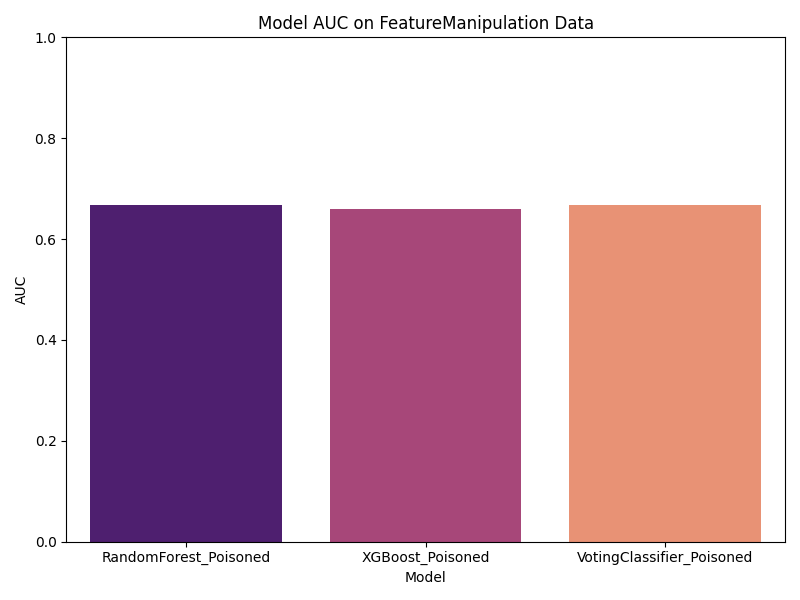 Model AUC on FeatureManipulation Data
1.0
0.8
0.6
0.4
0.2
0.0
AUC
RandomForest_Poisoned
XGBoost_Poisoned
VotingClassifier_Poisoned
Model